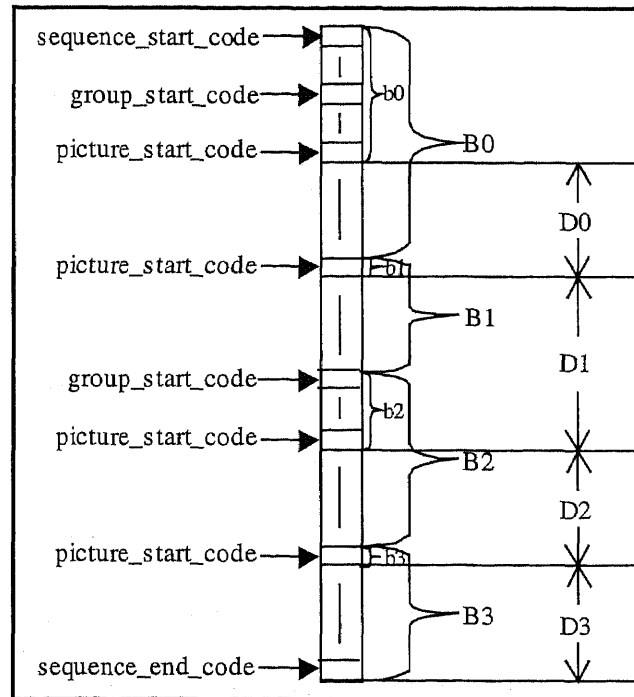 sequence_start_code
b0
group_start_code
B0
picture_start_code
D0
picture_start_code
b1
B1
D1
group_start_code
b2
picture_start_code
B2
D2
picture_start_code
b3
B3
D3
sequence_end_code